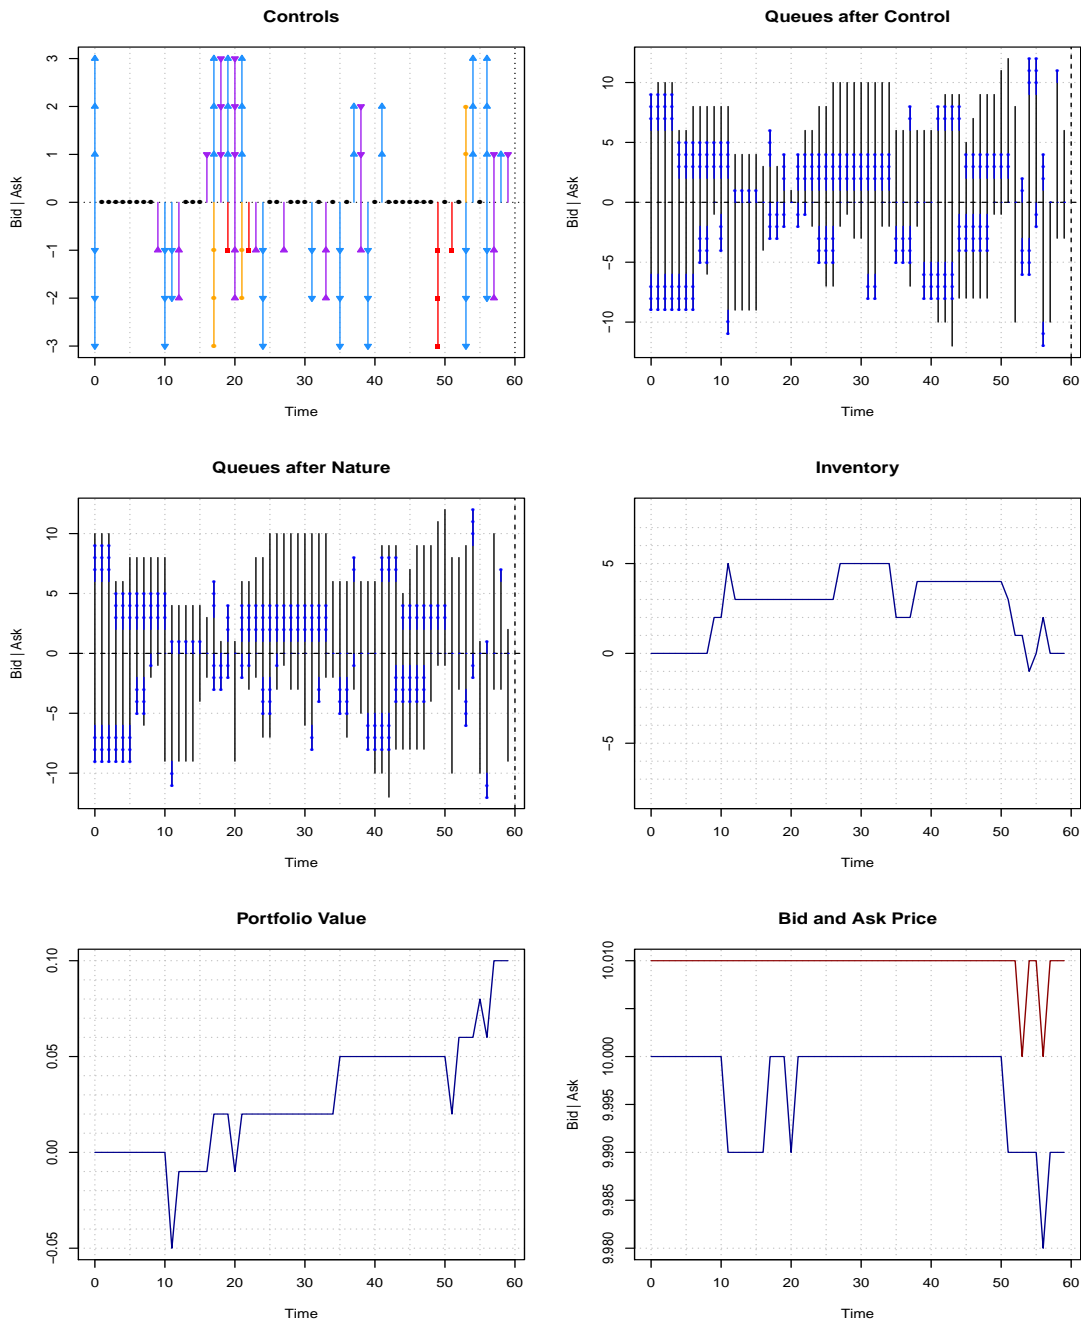 Controls
Bid | Ask
3
2
1
0
−1
−2
−3
0 10 20 30 40 50 60
Time
Queues after Control
Bid | Ask
10
5
0
−5
−10
0 10 20 30 40 50 60
Time
Queues after Nature
Bid | Ask
10
5
0
−5
−10
0 10 20 30 40 50 60
Time
Inventory
5
0
−5
0 10 20 30 40 50 60
Time
Portfolio Value
0.10
0.05
0.00
−0.05
0 10 20 30 40 50 60
Time
Bid and Ask Price
Bid | Ask
10.010
10.000
9.995
9.990
9.985
9.980
0 10 20 30 40 50 60
Time